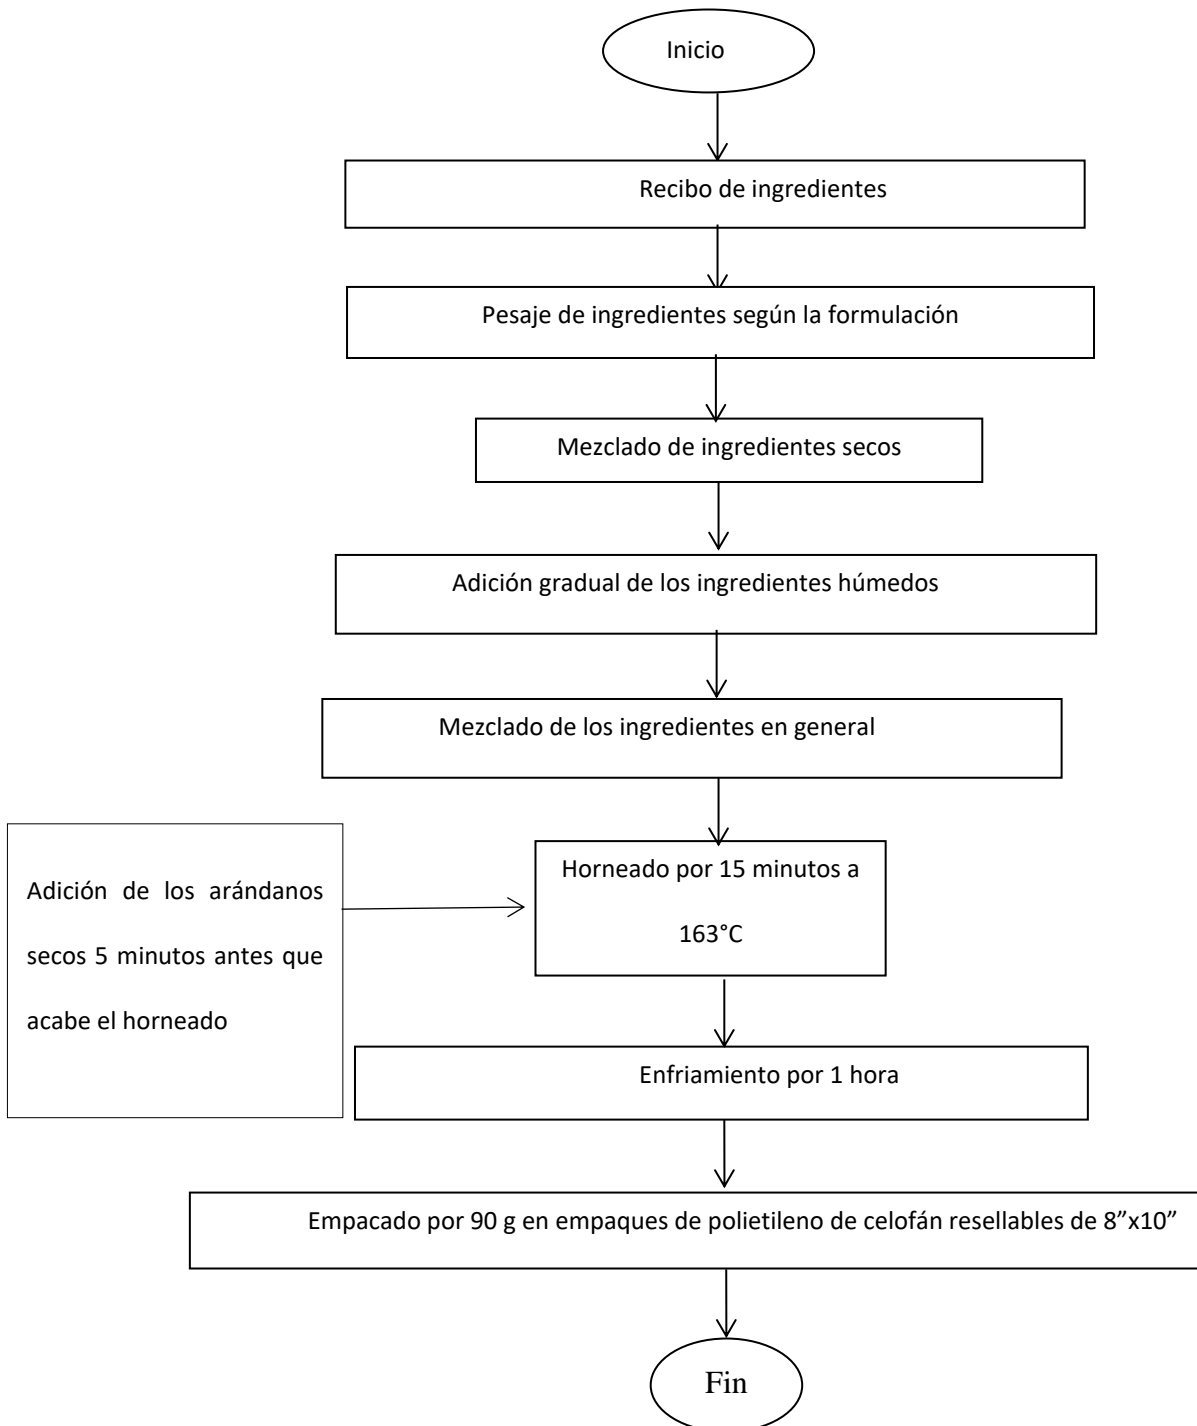 Inicio
Recibo de ingredientes
Pesaje de ingredientes según la formulación
Mezclado de ingredientes secos
Adición gradual de los ingredientes húmedos
Mezclado de los ingredientes en general
Adición de los arándanos
secos 5 minutos antes que
acabe el horneado
Horneado por 15 minutos a
163°C
Enfriamiento por 1 hora
Empacado por 90 g en empaques de polietileno de celofán resellables de 8”x10”
Fin